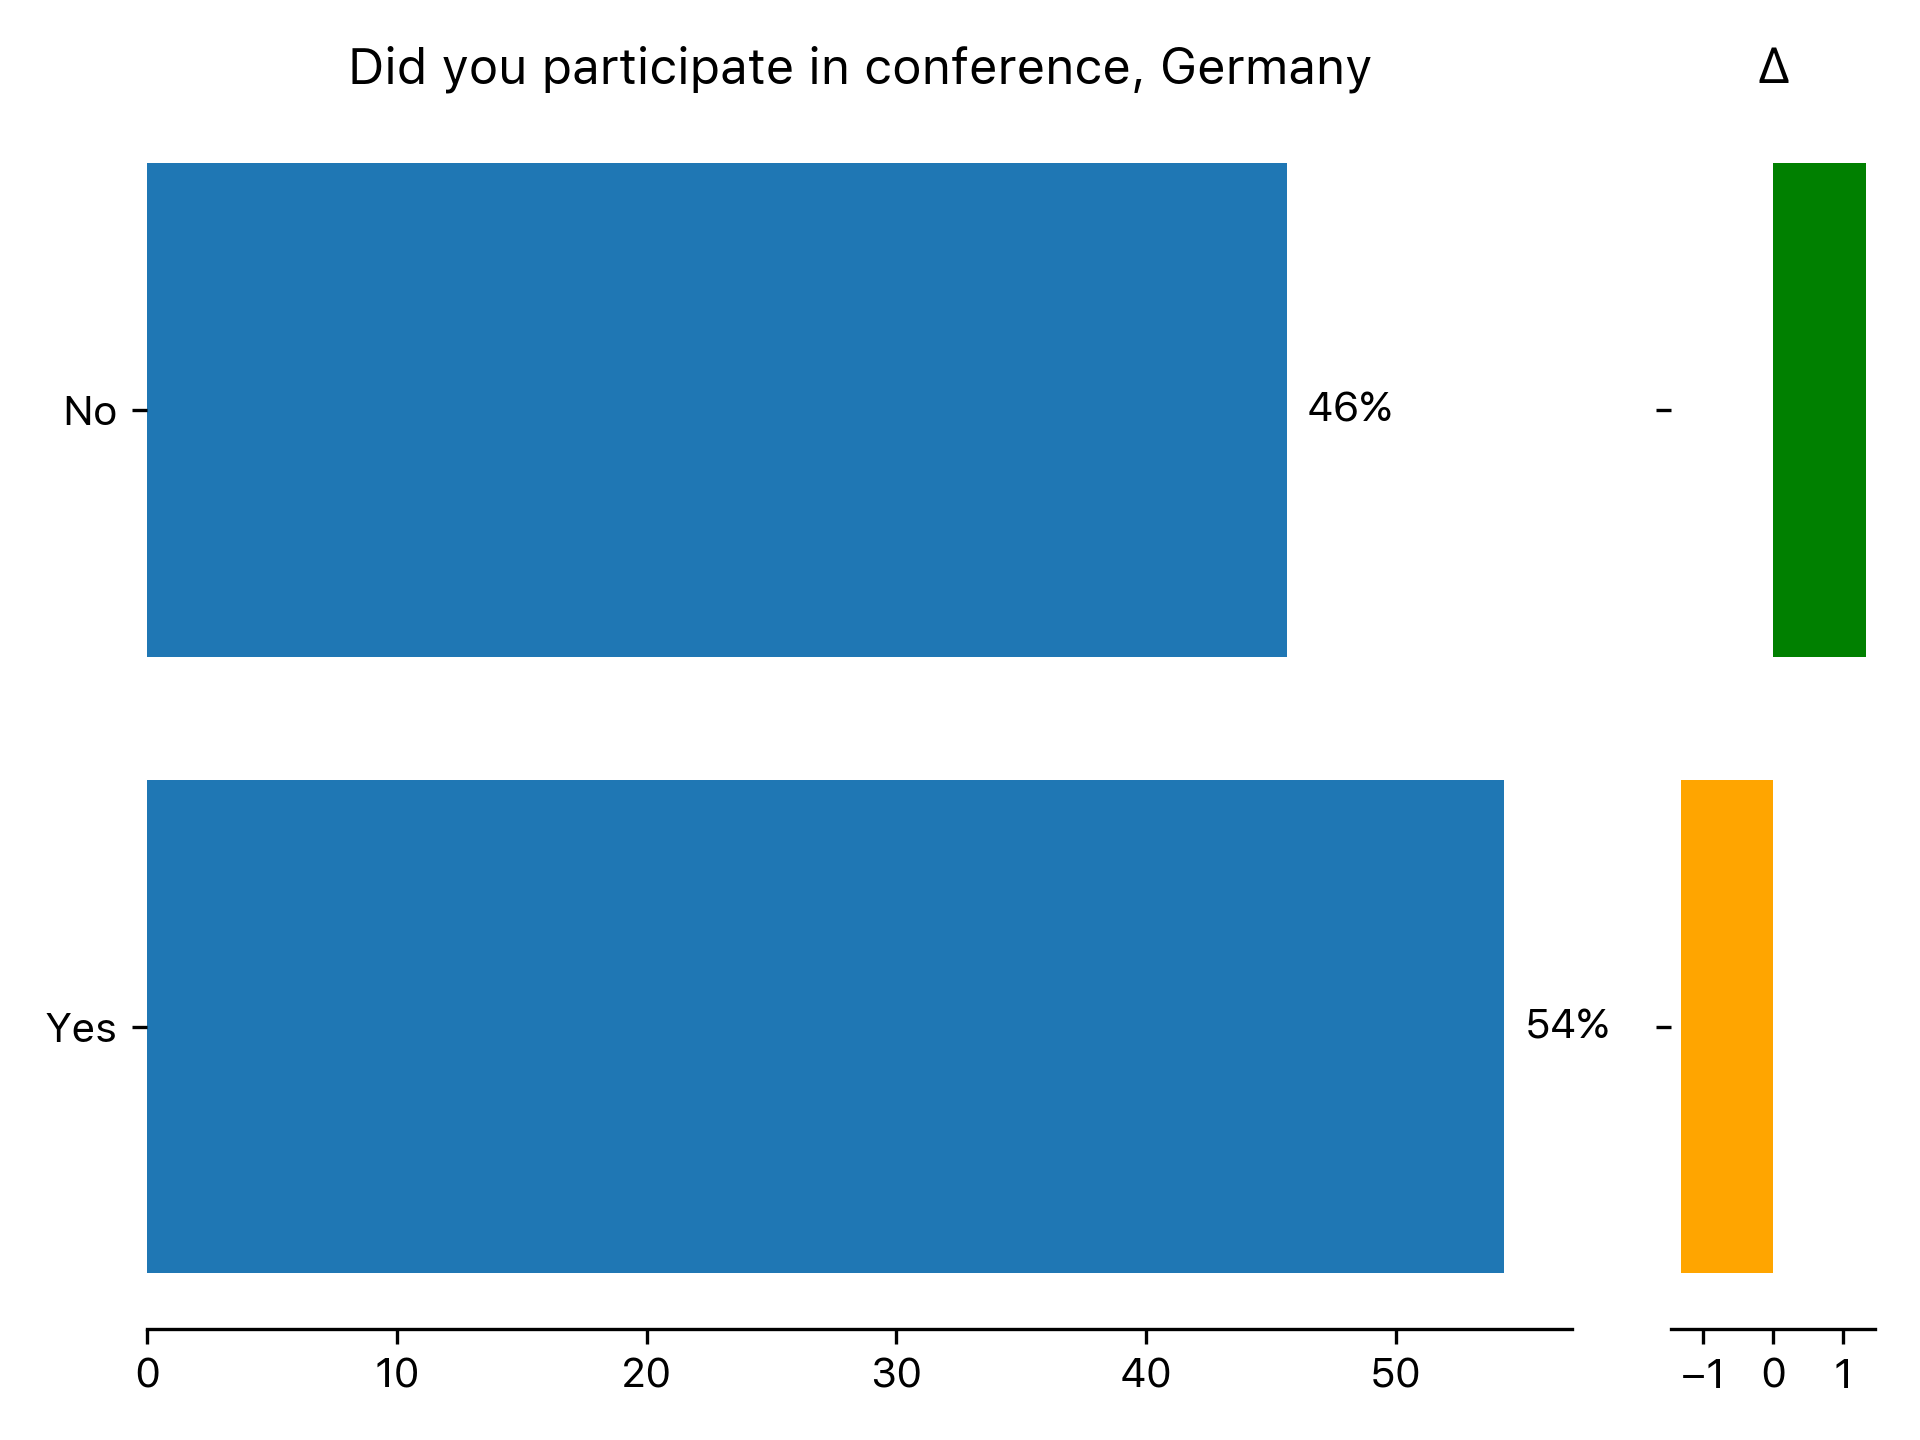 Did you participate in conference, Germany
Δ
No
46%
Yes
54%
0 10 20 30 40 50
−1 0 1